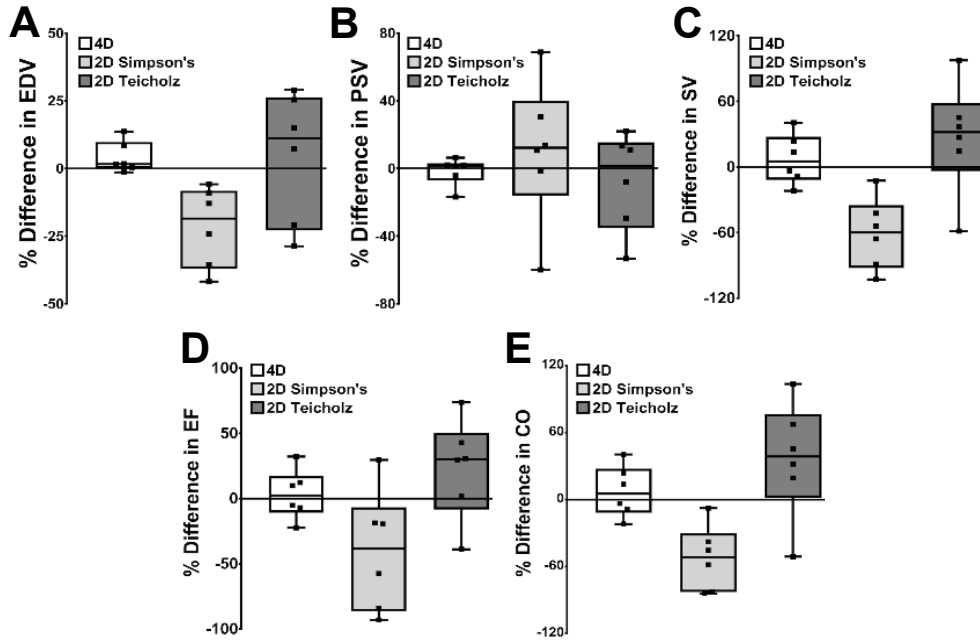 A
% Difference in EDV
50
25
0
-25
-50
4D
2D Simpson's
2D Teicholz
B
% Difference in PSV
80
40
0
-40
-80
4D
2D Simpson's
2D Teicholz
C
% Difference in SV
120
60
0
-60
-120
4D
2D Simpson's
2D Teicholz
D
% Difference in EF
100
50
0
-50
-100
4D
2D Simpson's
2D Teicholz
E
% Difference in CO
120
60
0
-60
-120
4D
2D Simpson's
2D Teicholz